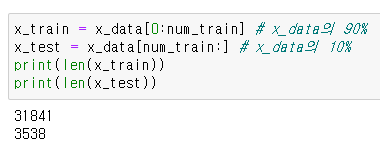 x_train = x_data[0:num_train] # x_data의 90%
x_test = x_data[num_train:] # x_data의 10%
print(len(x_train))
print(len(x_test))
31841
3538